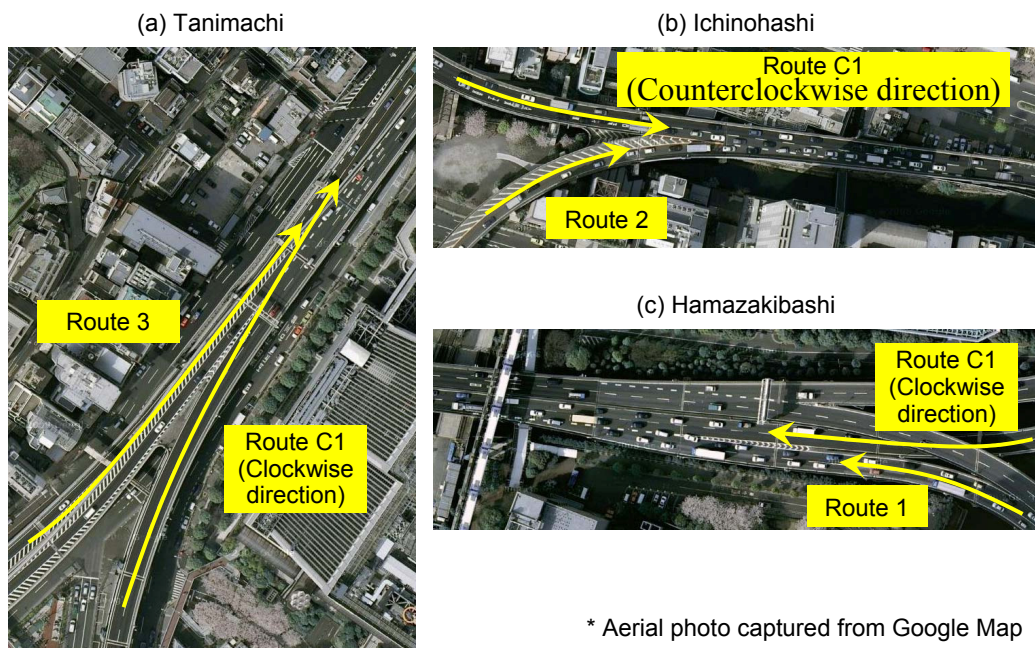 (a) Tanimachi
Route 3
Route C1
(Clockwise
direction)
(b) Ichinohashi
Route C1
(Counterclockwise direction)
Route 2
(c) Hamazakibashi
Route C1
(Clockwise
direction)
Route 1
* Aerial photo captured from Google Map